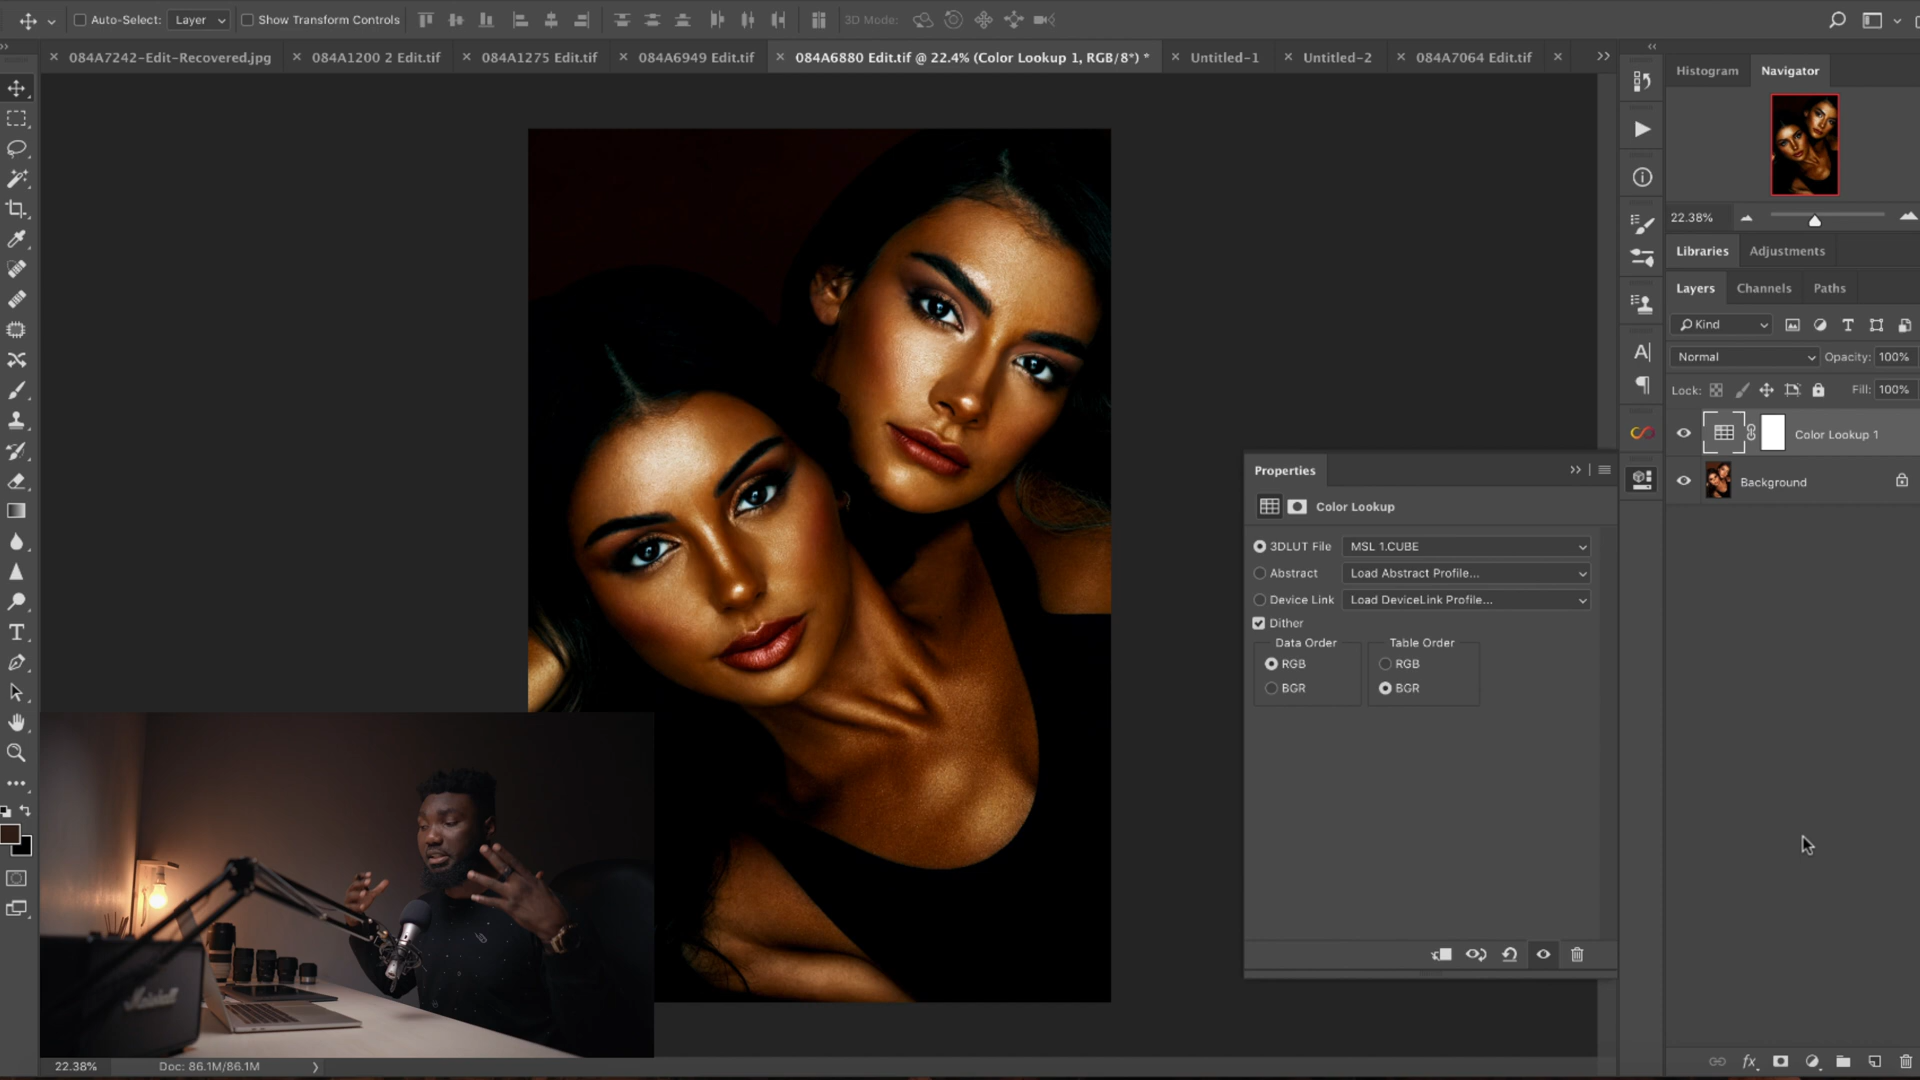 Auto-Select: Layer Show Transform Controls 3D Mode:
084A7242-Edit-Recovered.jpg 084A1200 2 Edit.tif 084A1275 Edit.tif 084A6949 Edit.tif 084A6880 Edit.tif @ 22.4% (Color Lookup 1, RGB/8*) * Untitled-1 Untitled-2 084A7064 Edit.tif
Histogram Navigator
22.38%
Libraries Adjustments
Layers Channels Paths
Kind
Normal Opacity: 100%
Lock: Fill: 100%
Color Lookup 1
Background
Properties
Color Lookup
3DLUT File MSL 1.CUBE
Abstract Load Abstract Profile...
Device Link Load DeviceLink Profile...
Dither
Data Order Table Order
RGB RGB
BGR BGR
Marshall
22.38% Doc: 86.1M/86.1M
fx